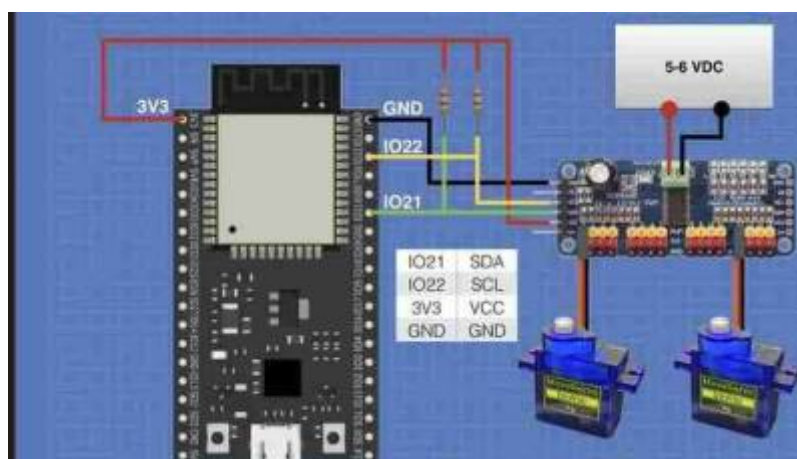 5-6 VDC
3V3
GND
IO22
IO21
IO21 SDA
IO22 SCL
3V3 VCC
GND GND